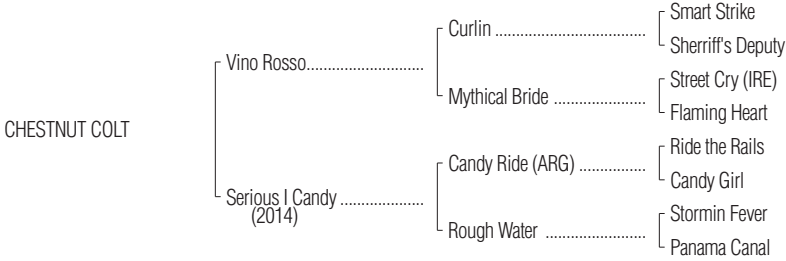 Smart Strike
Curlin ....................................
Sherriff's Deputy
Vino Rosso............................
Street Cry (IRE)
Mythical Bride ......................
Flaming Heart
CHESTNUT COLT
Ride the Rails
Candy Ride (ARG) ................
Candy Girl
Serious I Candy ....................
(2014)
Stormin Fever
Rough Water ........................
Panama Canal